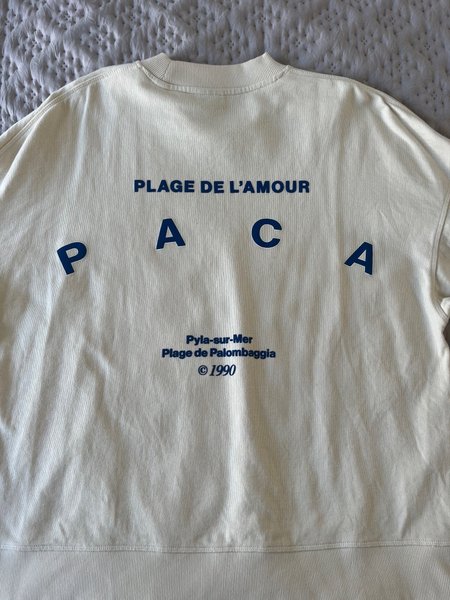 PLAGE DE L'AMOUR
P A C A
Pyla-sur-Mer
Plage de Palombaggia
© 1990